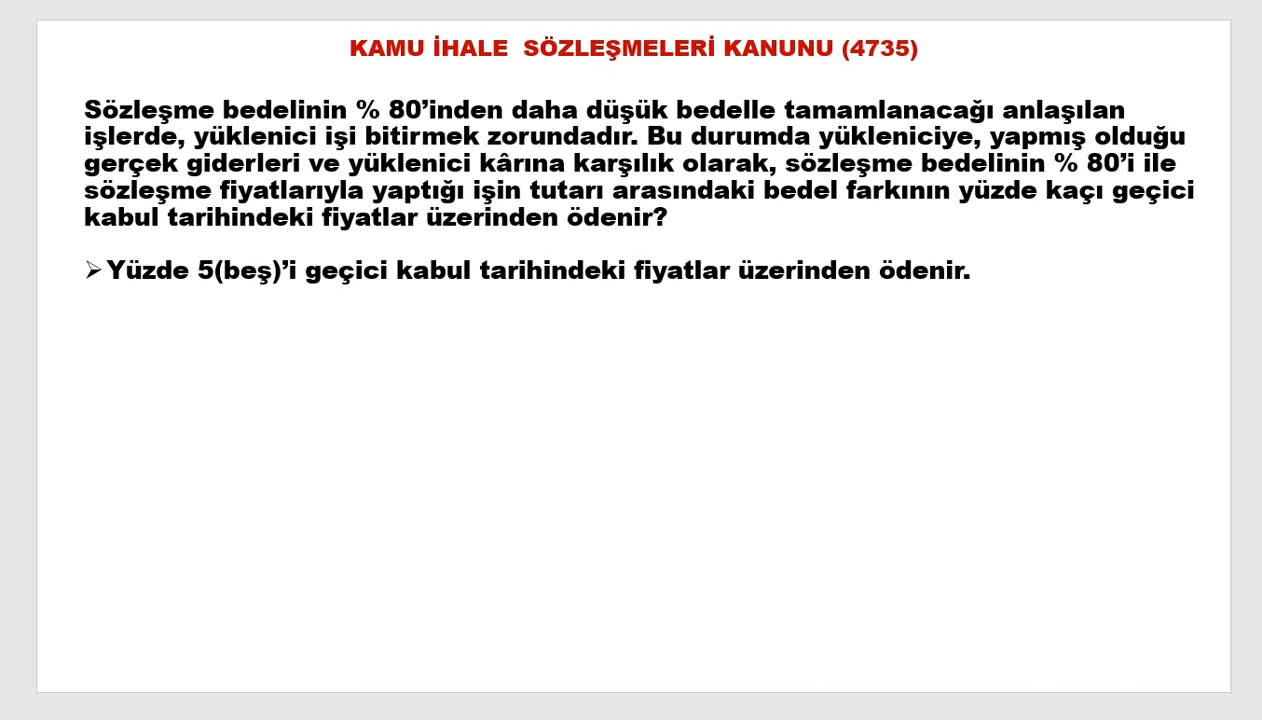 KAMU İHALE  SÖZLEŞMELERİ KANUNU (4735)
Sözleşme bedelinin % 80’inden daha düşük bedelle tamamlanacağı anlaşılan
işlerde, yüklenici işi bitirmek zorundadır. Bu durumda yükleniciye, yapmış olduğu
gerçek giderleri ve yüklenici kârına karşılık olarak, sözleşme bedelinin % 80’i ile
sözleşme fiyatlarıyla yaptığı işin tutarı arasındaki bedel farkının yüzde kaçı geçici
kabul tarihindeki fiyatlar üzerinden ödenir?
➢ Yüzde 5(beş)’i geçici kabul tarihindeki fiyatlar üzerinden ödenir.